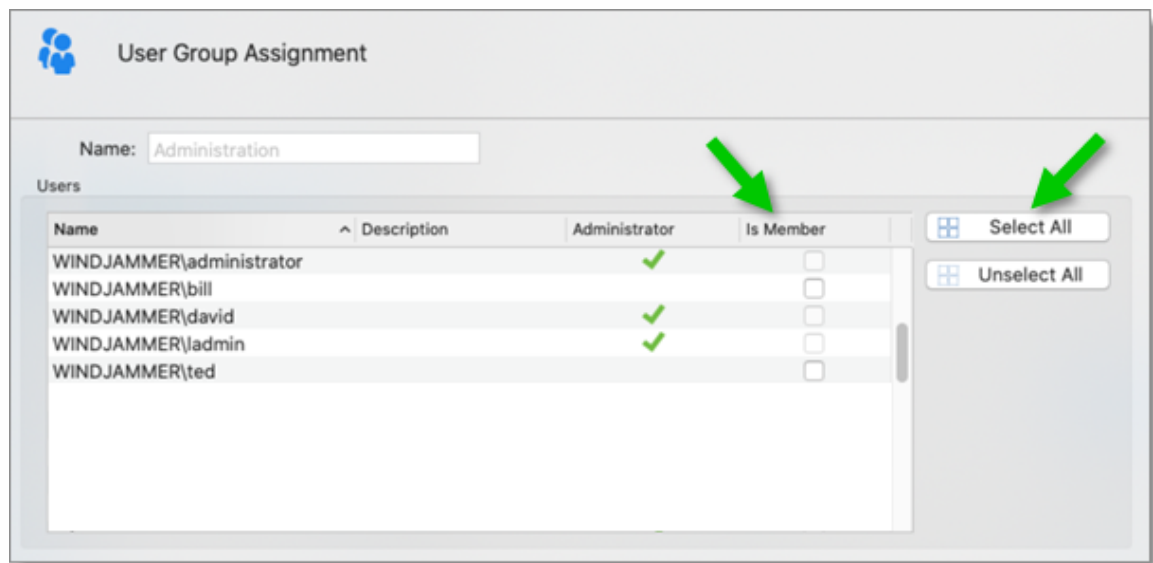 User Group Assignment
Name: Administration
Users
Name Description Administrator Is Member Select All
WINDJAMMER\administrator
Unselect All
WINDJAMMER\bill
WINDJAMMER\david
WINDJAMMER\ladmin
WINDJAMMER\ted